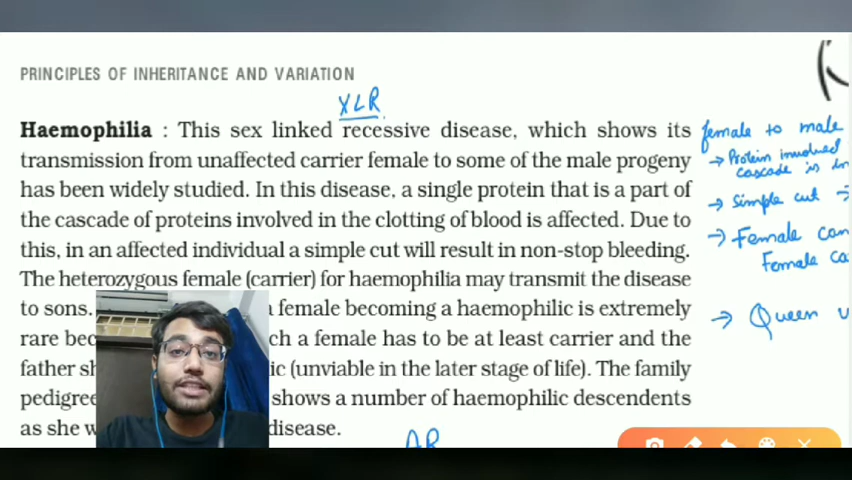 PRINCIPLES OF INHERITANCE AND VARIATION
XLR
Haemophilia : This sex linked recessive disease, which shows its
transmission from unaffected carrier female to some of the male progeny
has been widely studied. In this disease, a single protein that is a part of
the cascade of proteins involved in the clotting of blood is affected. Due to
this, in an affected individual a simple cut will result in non-stop bleeding.
The heterozygous female (carrier) for haemophilia may transmit the disease
to sons. a female becoming a haemophilic is extremely
rare bec ch a female has to be at least carrier and the
father sh ic (unviable in the later stage of life). The family
pedigree shows a number of haemophilic descendents
as she w disease.
AR
female to male
→ Protein involved
cascade is
→ Simple cut →
→ Female can
Female ca
→ Queen